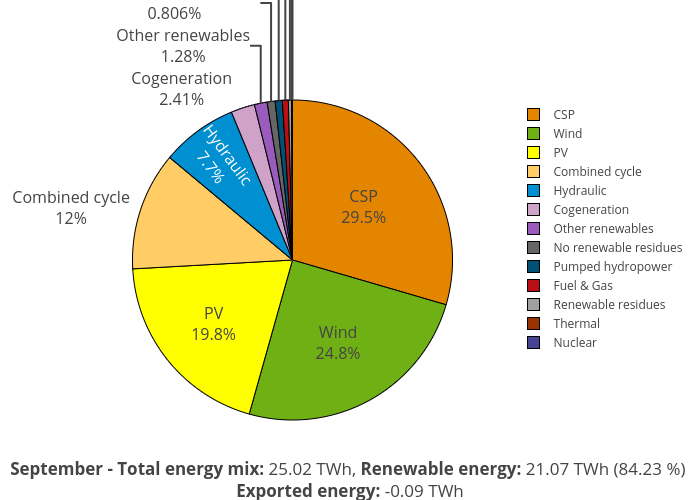 0.806%
Other renewables
1.28%
Cogeneration
2.41%
Hydraulic
7.7%
Combined cycle
12%
CSP
29.5%
PV
19.8%
Wind
24.8%
CSP
Wind
PV
Combined cycle
Hydraulic
Cogeneration
Other renewables
No renewable residues
Pumped hydropower
Fuel & Gas
Renewable residues
Thermal
Nuclear
September - Total energy mix: 25.02 TWh, Renewable energy: 21.07 TWh (84.23 %)
Exported energy: -0.09 TWh